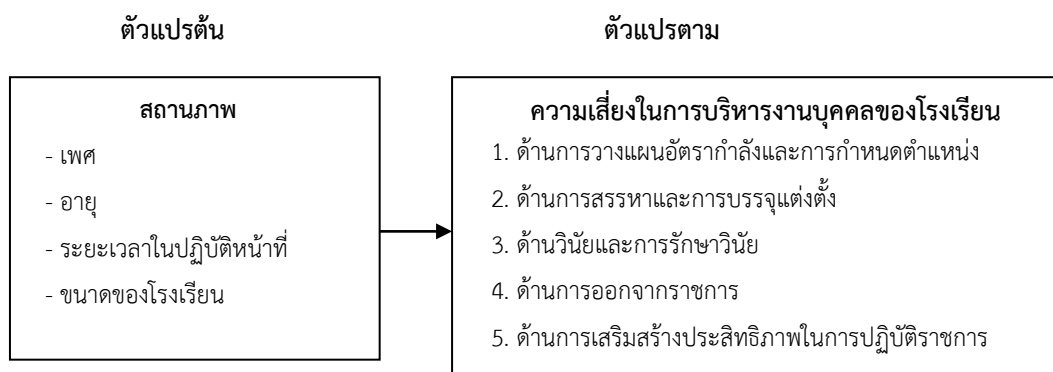 ตัวแปรต้น
ตัวแปรตาม
สถานภาพ
- เพศ
- อายุ
- ระยะเวลาในปฏิบัติหน้าที่
- ขนาดของโรงเรียน
ความเสี่ยงในการบริหารงานบุคคลของโรงเรียน
1. ด้านการวางแผนอัตรากำลังและการกำหนดตำแหน่ง
2. ด้านการสรรหาและการบรรจุแต่งตั้ง
3. ด้านวินัยและการรักษาวินัย
4. ด้านการออกจากราชการ
5. ด้านการเสริมสร้างประสิทธิภาพในการปฏิบัติราชการ